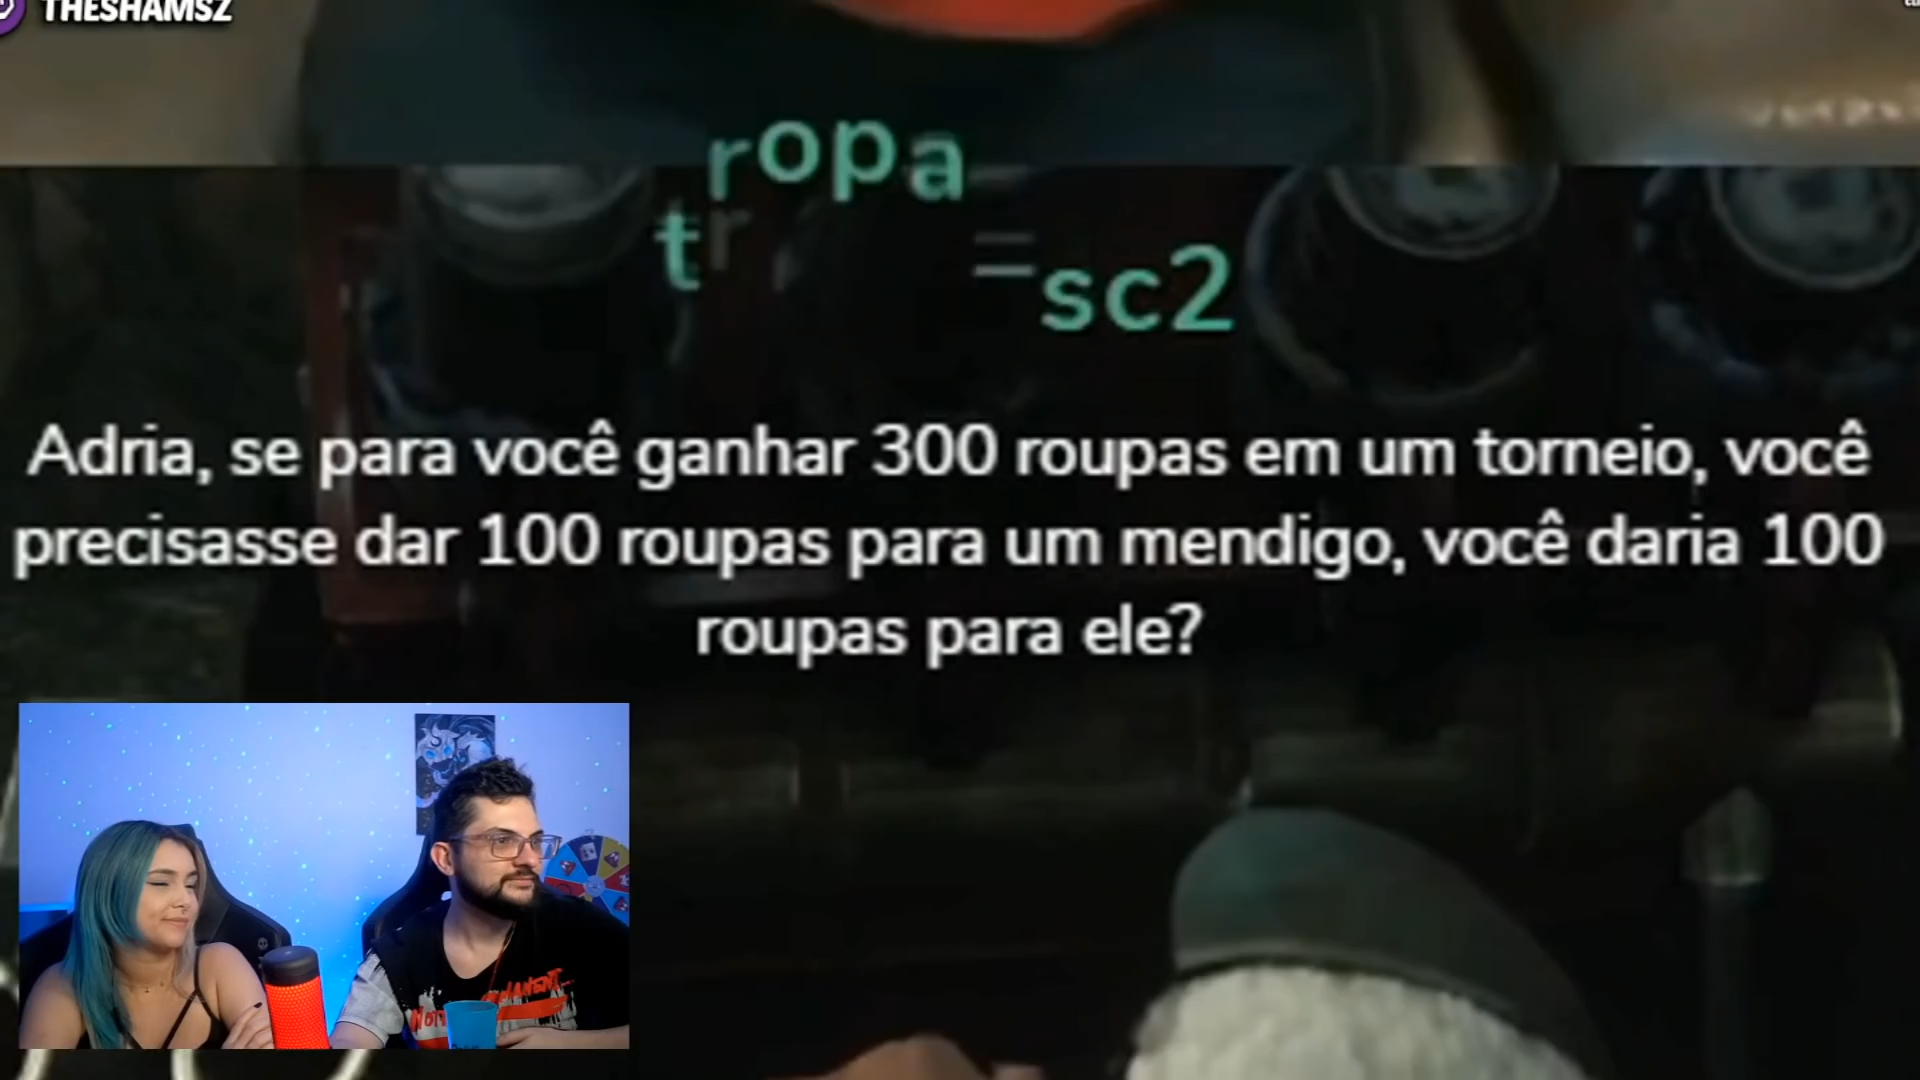 THESHAMSZ
ropa
tr = sc2
Adria, se para você ganhar 300 roupas em um torneio, você
precisasse dar 100 roupas para um mendigo, você daria 100
roupas para ele?